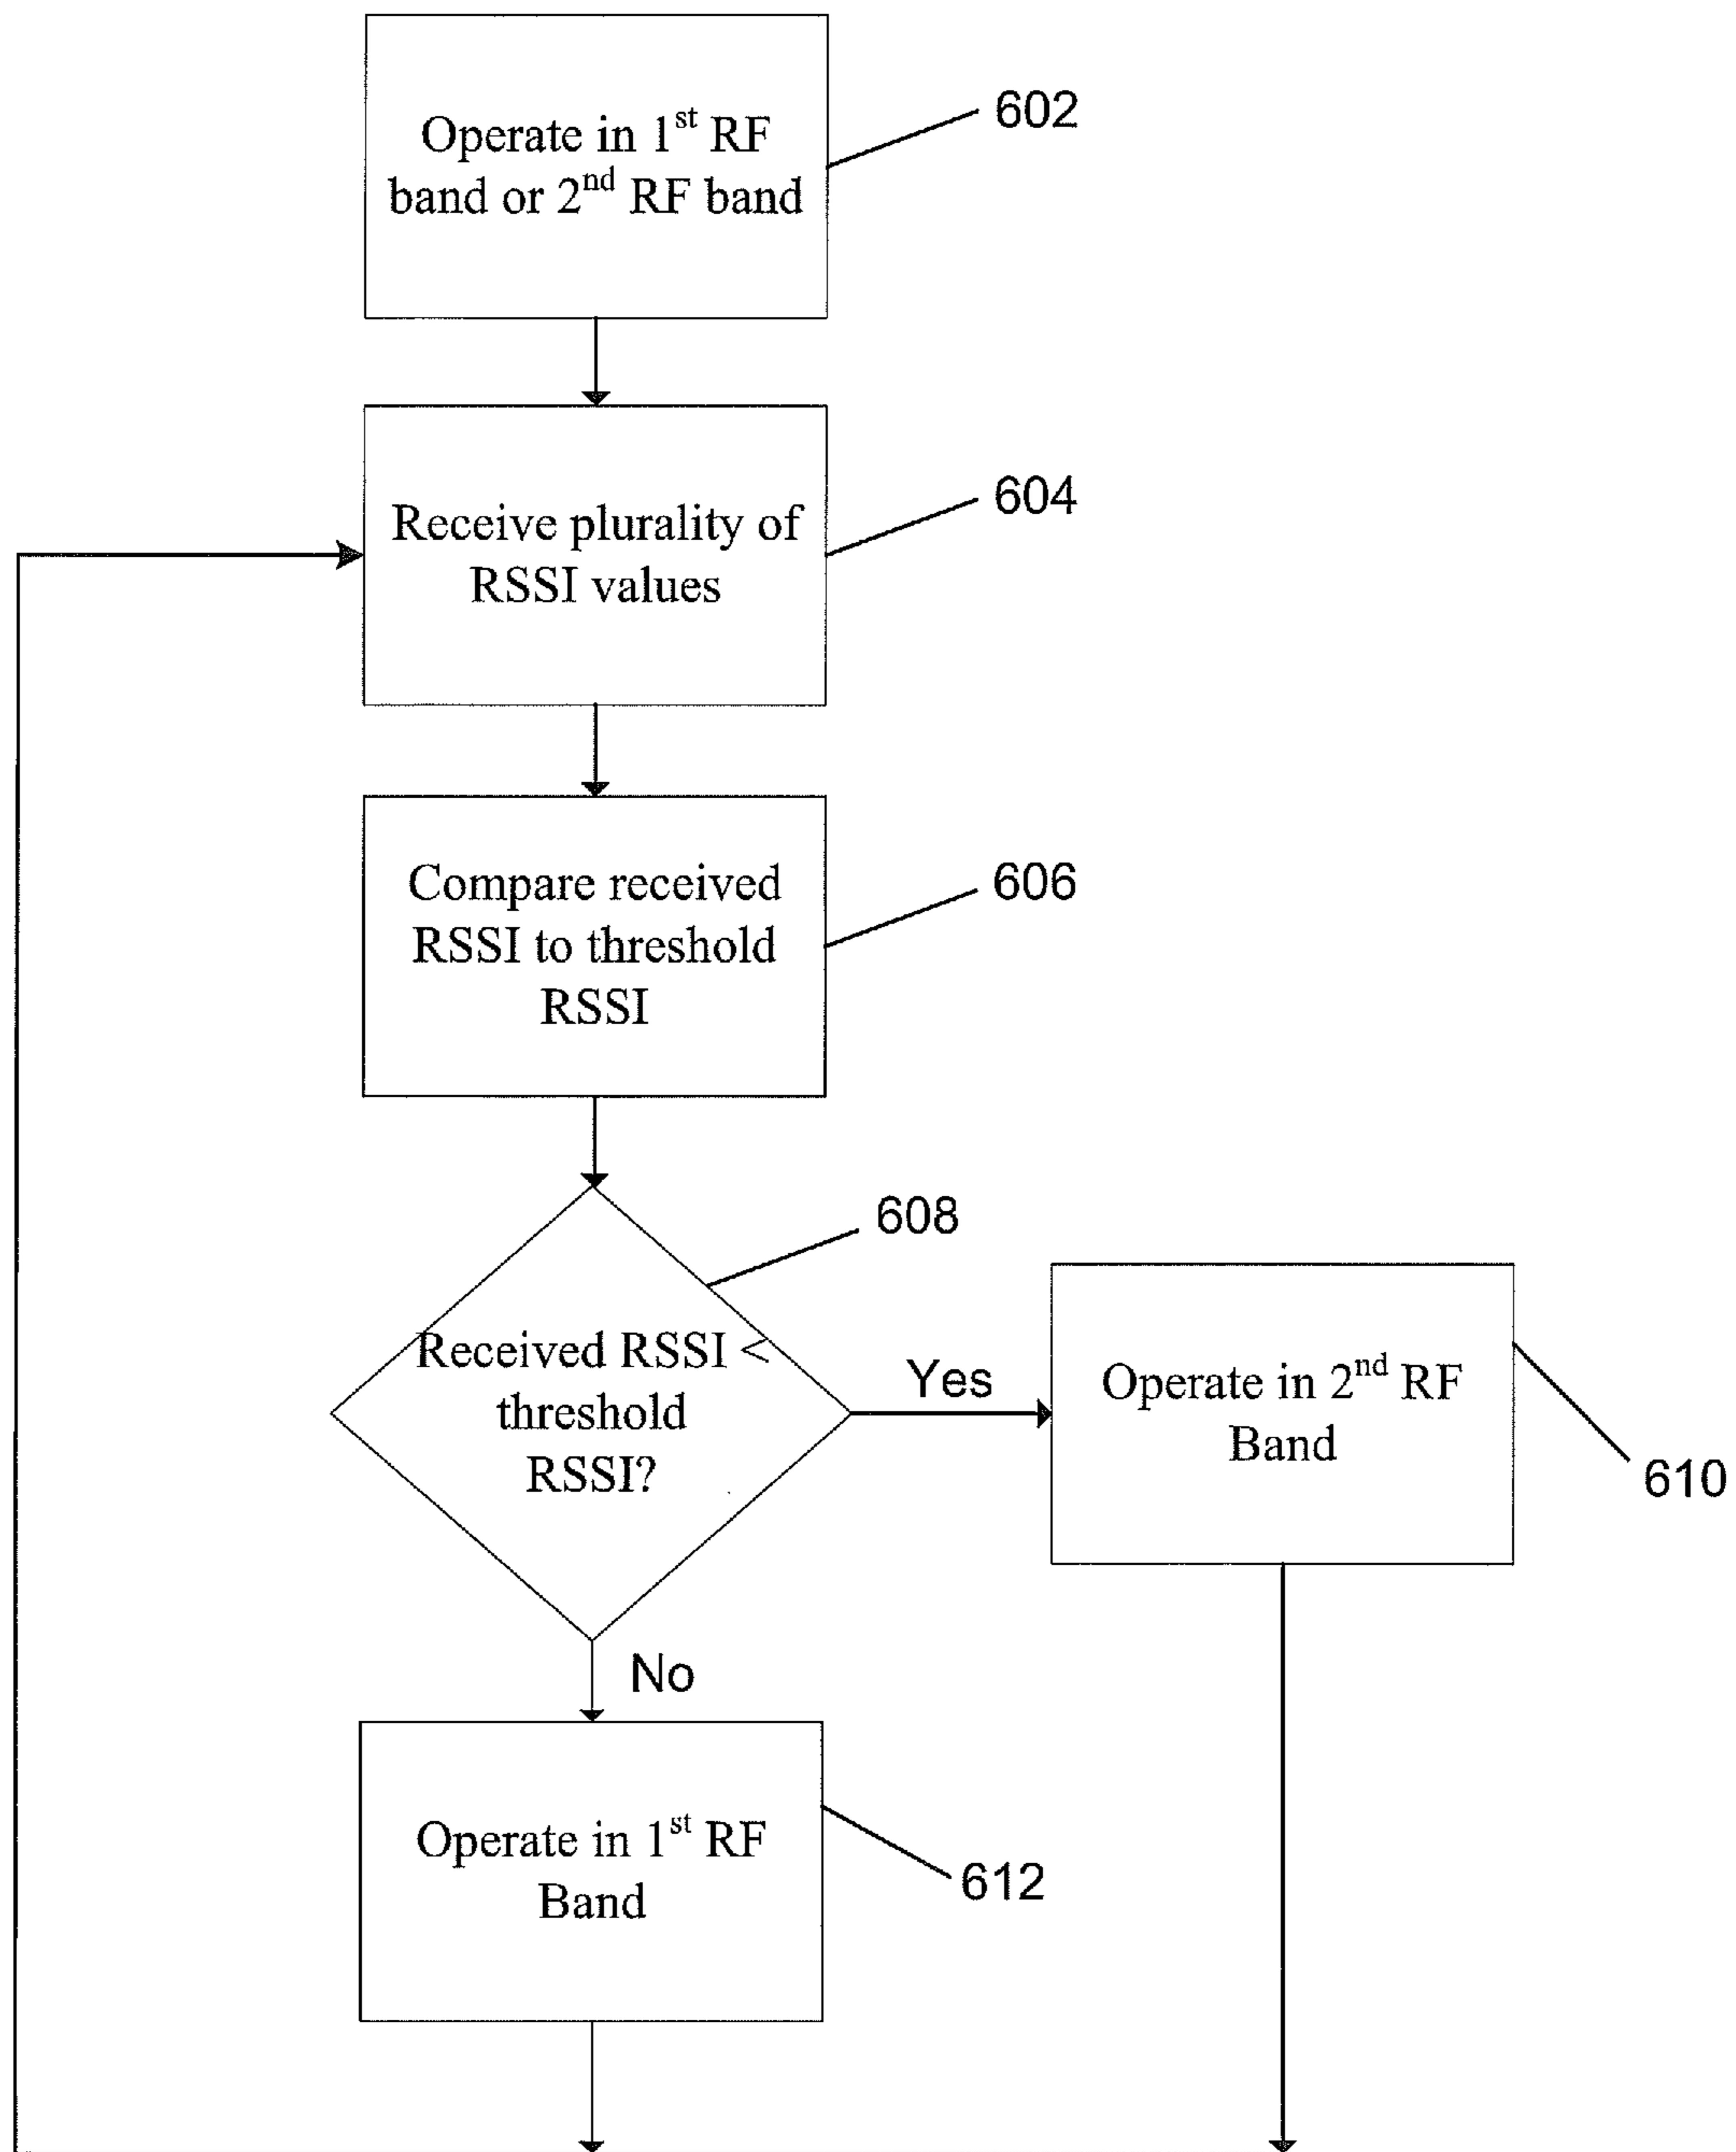 Operate in 1st RF
band or 2nd RF band
602
Receive plurality of
RSSI values
604
Compare received
RSSI to threshold
RSSI
606
608
Received RSSI <
threshold
RSSI?
Yes
Operate in 2nd RF
Band
610
No
Operate in 1st RF
Band
612